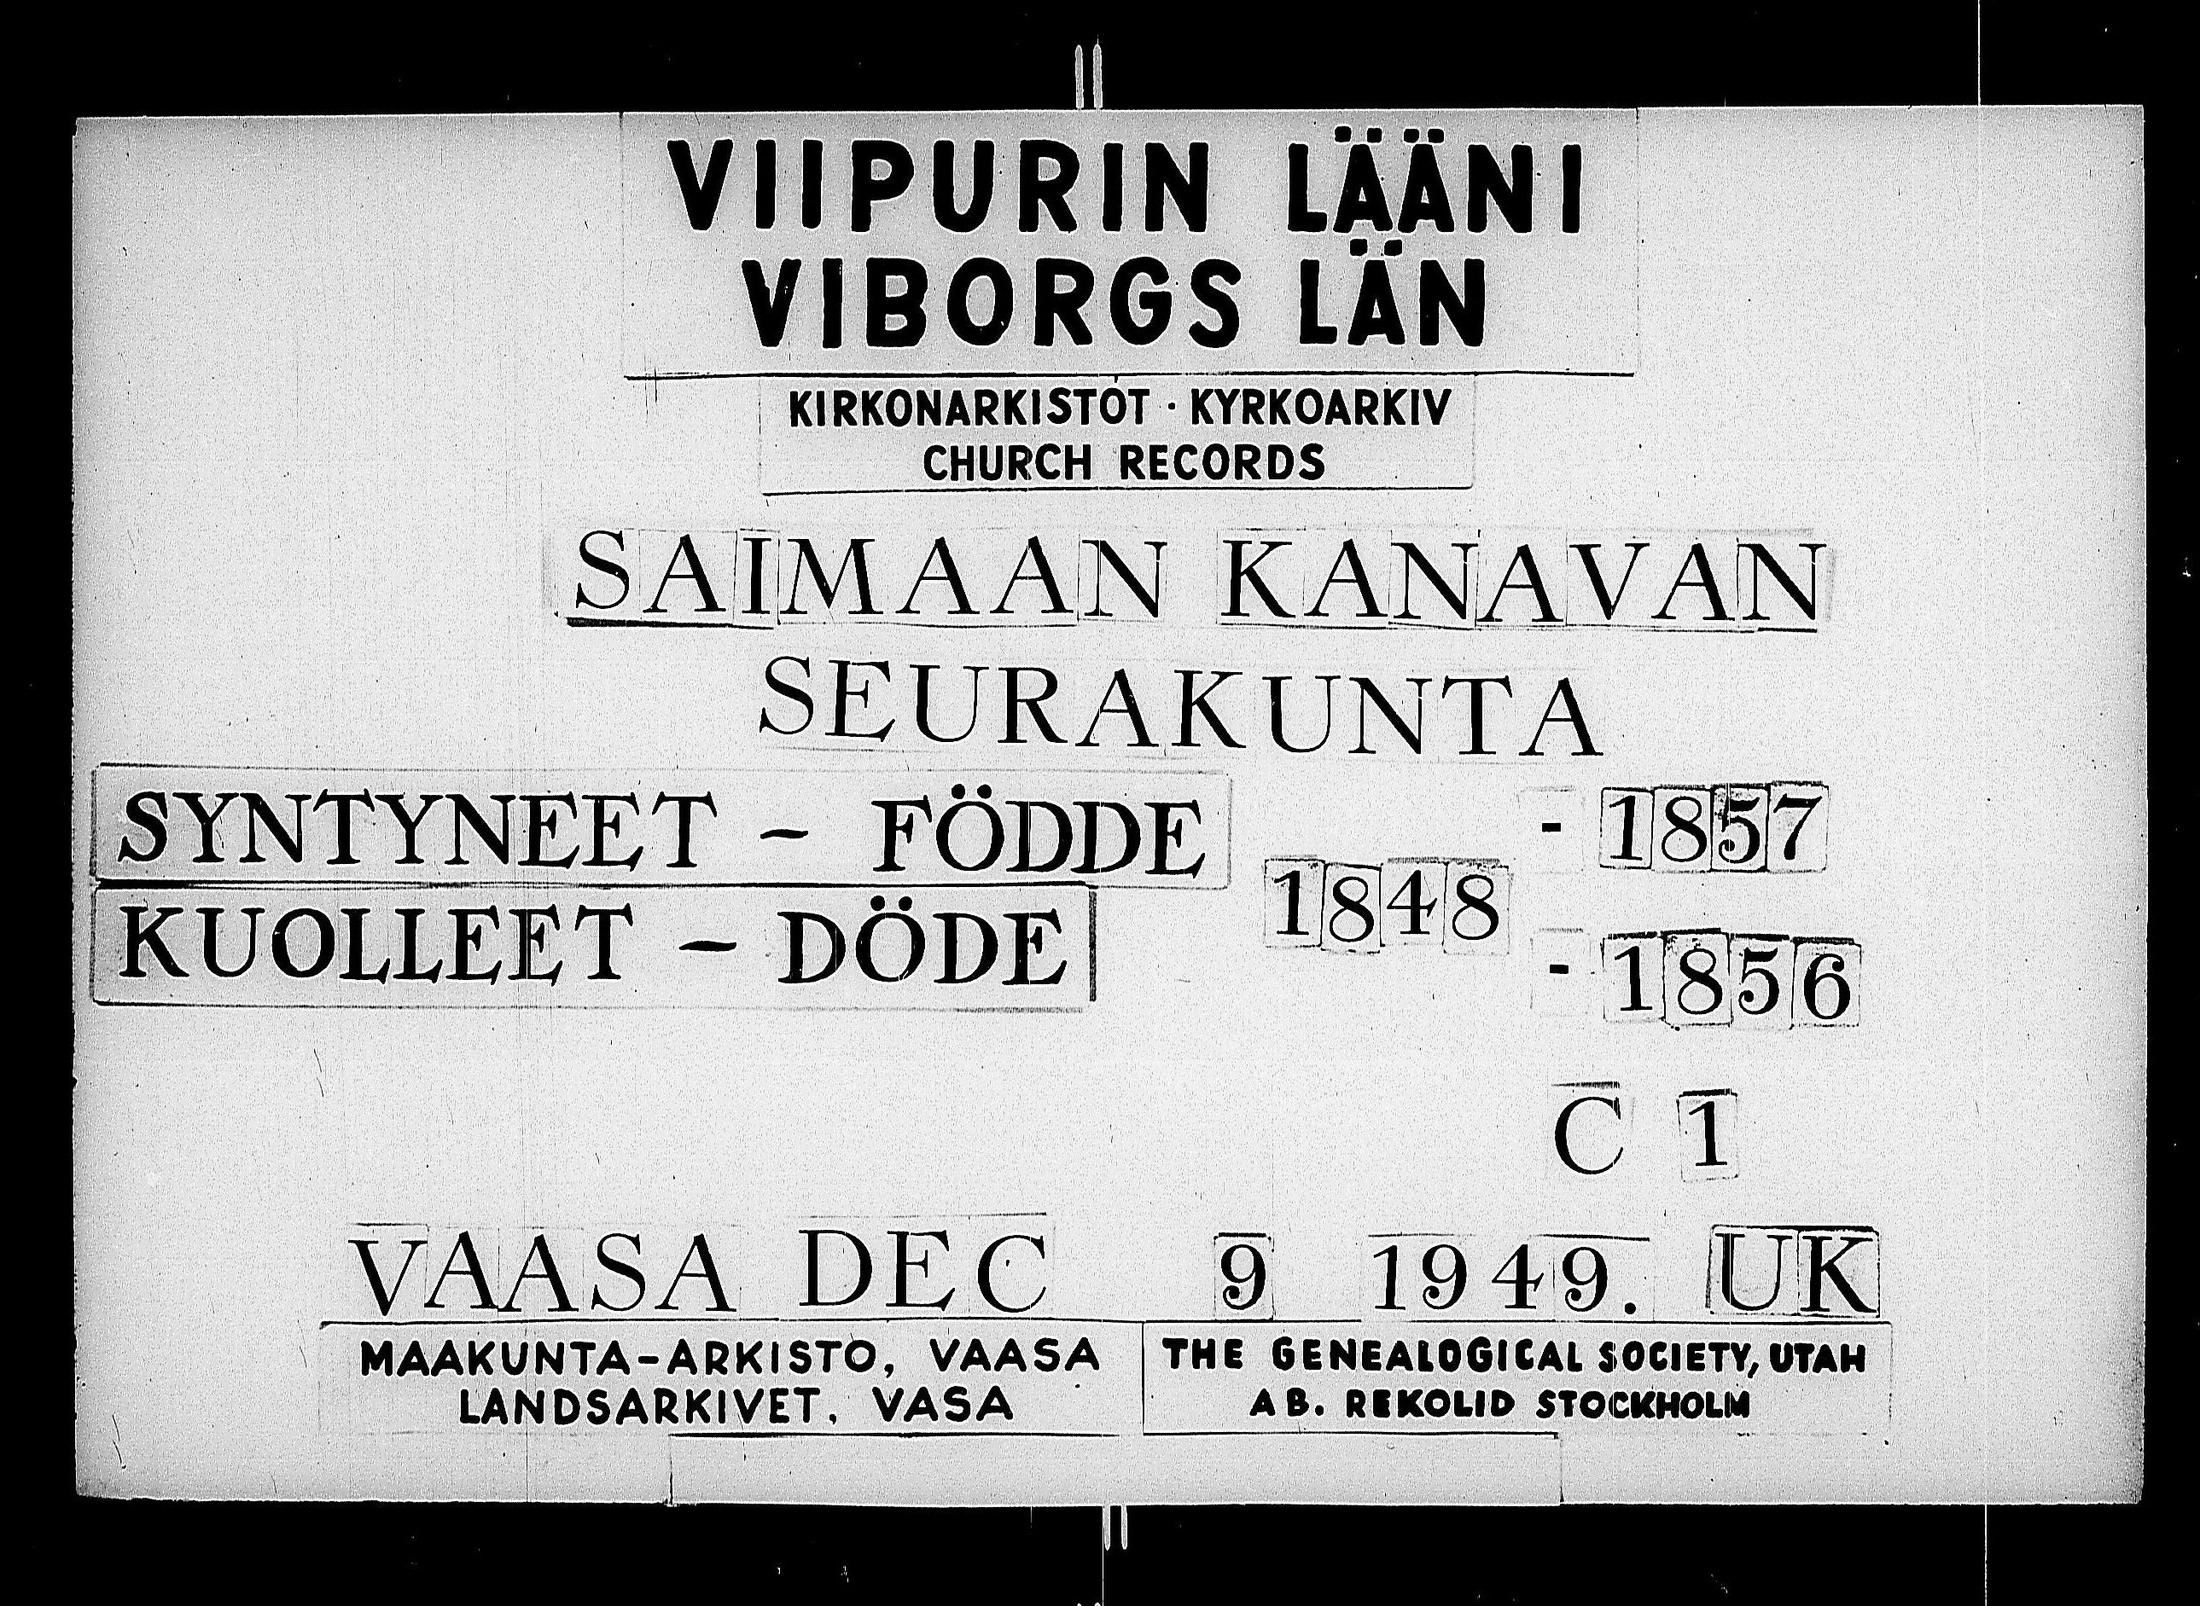 VIIPURIN LÄÄNI
VIBORGS LÄN
KIRKONARKISTOT · KYRKOARKIV
CHURCH RECORDS
SAIMAAN KANAVAN
SEURAKUNTA
SYNTYNEET – FÖDDE - 1857
1848
KUOLLEET – DÖDE - 1856
C 1
VAASA DEC 9 1949. UK
MAAKUNTA-ARKISTO, VAASA
LANDSARKIVET, VASA
THE GENEALOGICAL SOCIETY, UTAH
AB. REKOLID STOCKHOLM